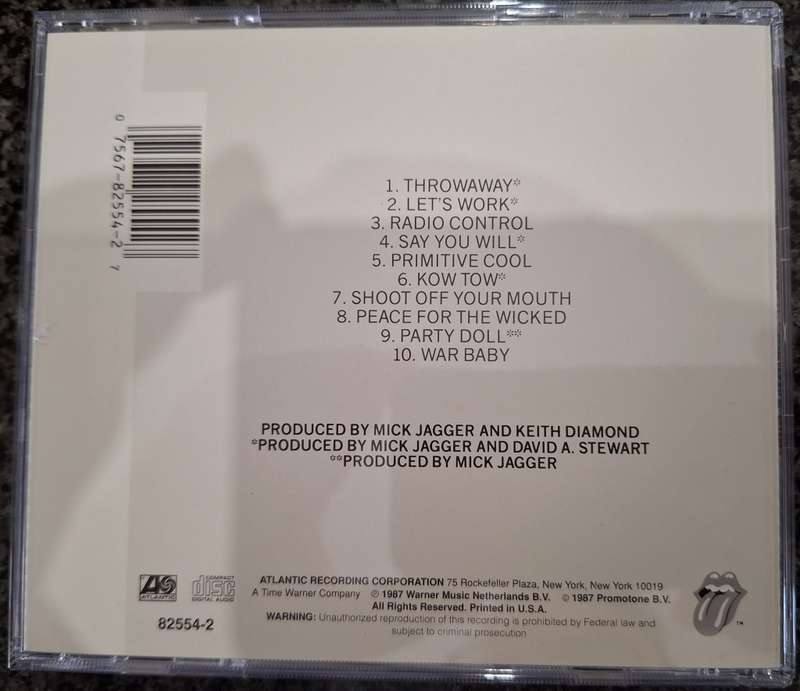 0 7567-82554-2 7
1. THROWAWAY*
2. LET'S WORK*
3. RADIO CONTROL
4. SAY YOU WILL*
5. PRIMITIVE COOL
6. KOW TOW*
7. SHOOT OFF YOUR MOUTH
8. PEACE FOR THE WICKED
9. PARTY DOLL**
10. WAR BABY
PRODUCED BY MICK JAGGER AND KEITH DIAMOND
*PRODUCED BY MICK JAGGER AND DAVID A. STEWART
**PRODUCED BY MICK JAGGER
ATLANTIC
COMPACT
disc
DIGITAL AUDIO
82554-2
ATLANTIC RECORDING CORPORATION 75 Rockefeller Plaza, New York, New York 10019
A Time Warner Company ℗ 1987 Warner Music Netherlands B.V. © 1987 Promotone B.V.
All Rights Reserved. Printed in U.S.A.
WARNING: Unauthorized reproduction of this recording is prohibited by Federal law and
subject to criminal prosecution
TM